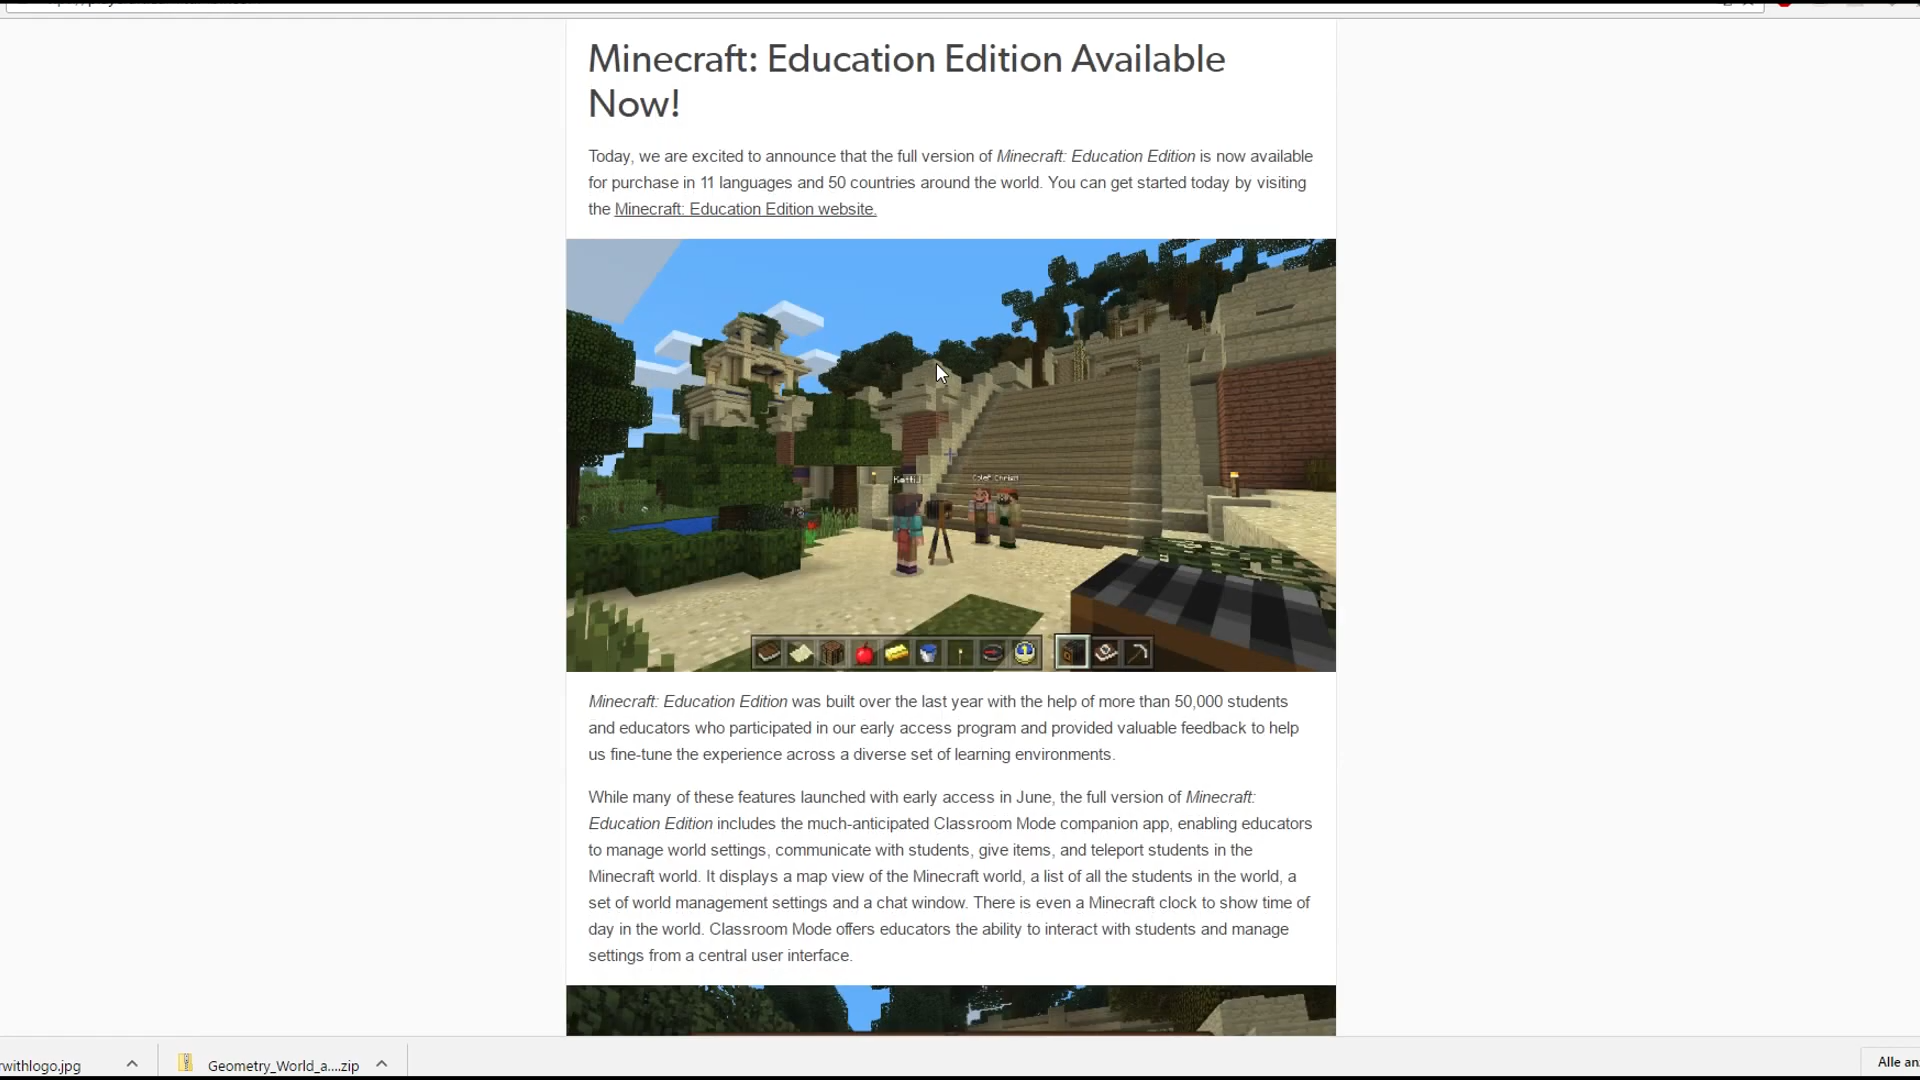 Minecraft: Education Edition Available
Now!
Today, we are excited to announce that the full version of Minecraft: Education Edition is now available
for purchase in 11 languages and 50 countries around the world. You can get started today by visiting
the Minecraft: Education Edition website.
Minecraft: Education Edition was built over the last year with the help of more than 50,000 students
and educators who participated in our early access program and provided valuable feedback to help
us fine-tune the experience across a diverse set of learning environments.
While many of these features launched with early access in June, the full version of Minecraft:
Education Edition includes the much-anticipated Classroom Mode companion app, enabling educators
to manage world settings, communicate with students, give items, and teleport students in the
Minecraft world. It displays a map view of the Minecraft world, a list of all the students in the world, a
set of world management settings and a chat window. There is even a Minecraft clock to show time of
day in the world. Classroom Mode offers educators the ability to interact with students and manage
settings from a central user interface.
rwithlogo.jpg
Geometry_World_a....zip
Alle an